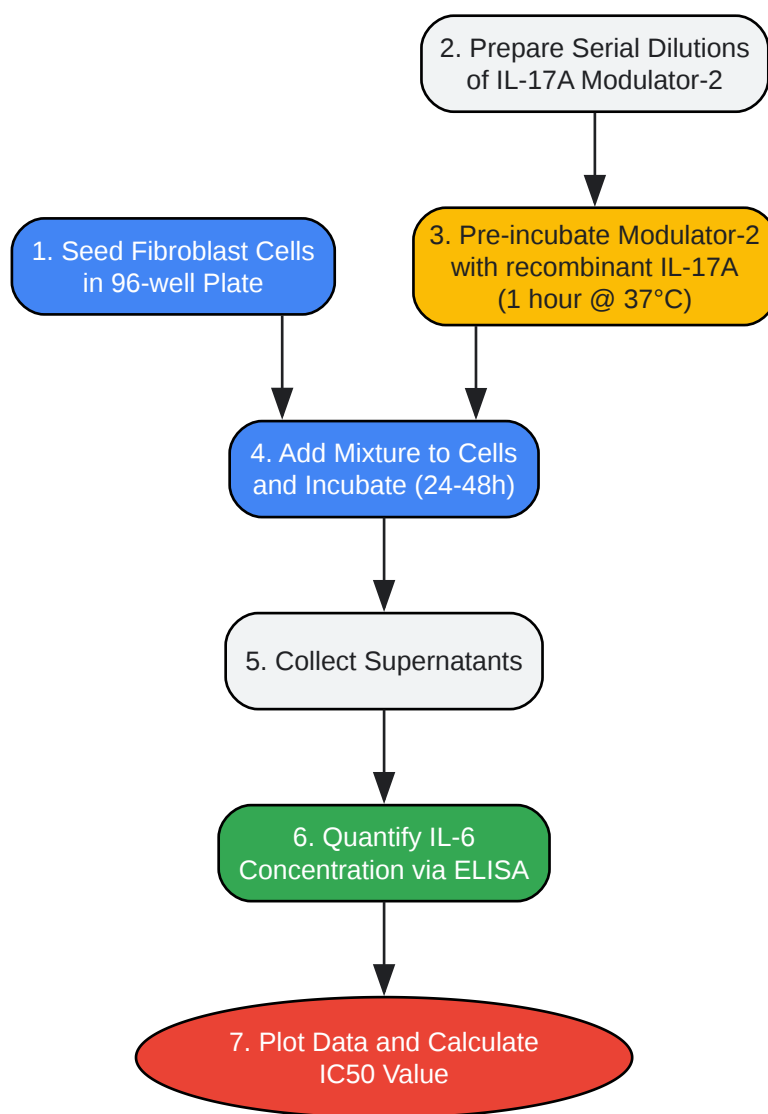 2. Prepare Serial Dilutions
of IL-17A Modulator-2
1. Seed Fibroblast Cells
in 96-well Plate
3. Pre-incubate Modulator-2
with recombinant IL-17A
(1 hour @ 37°C)
4. Add Mixture to Cells
and Incubate (24-48h)
5. Collect Supernatants
6. Quantify IL-6
Concentration via ELISA
7. Plot Data and Calculate
IC50 Value